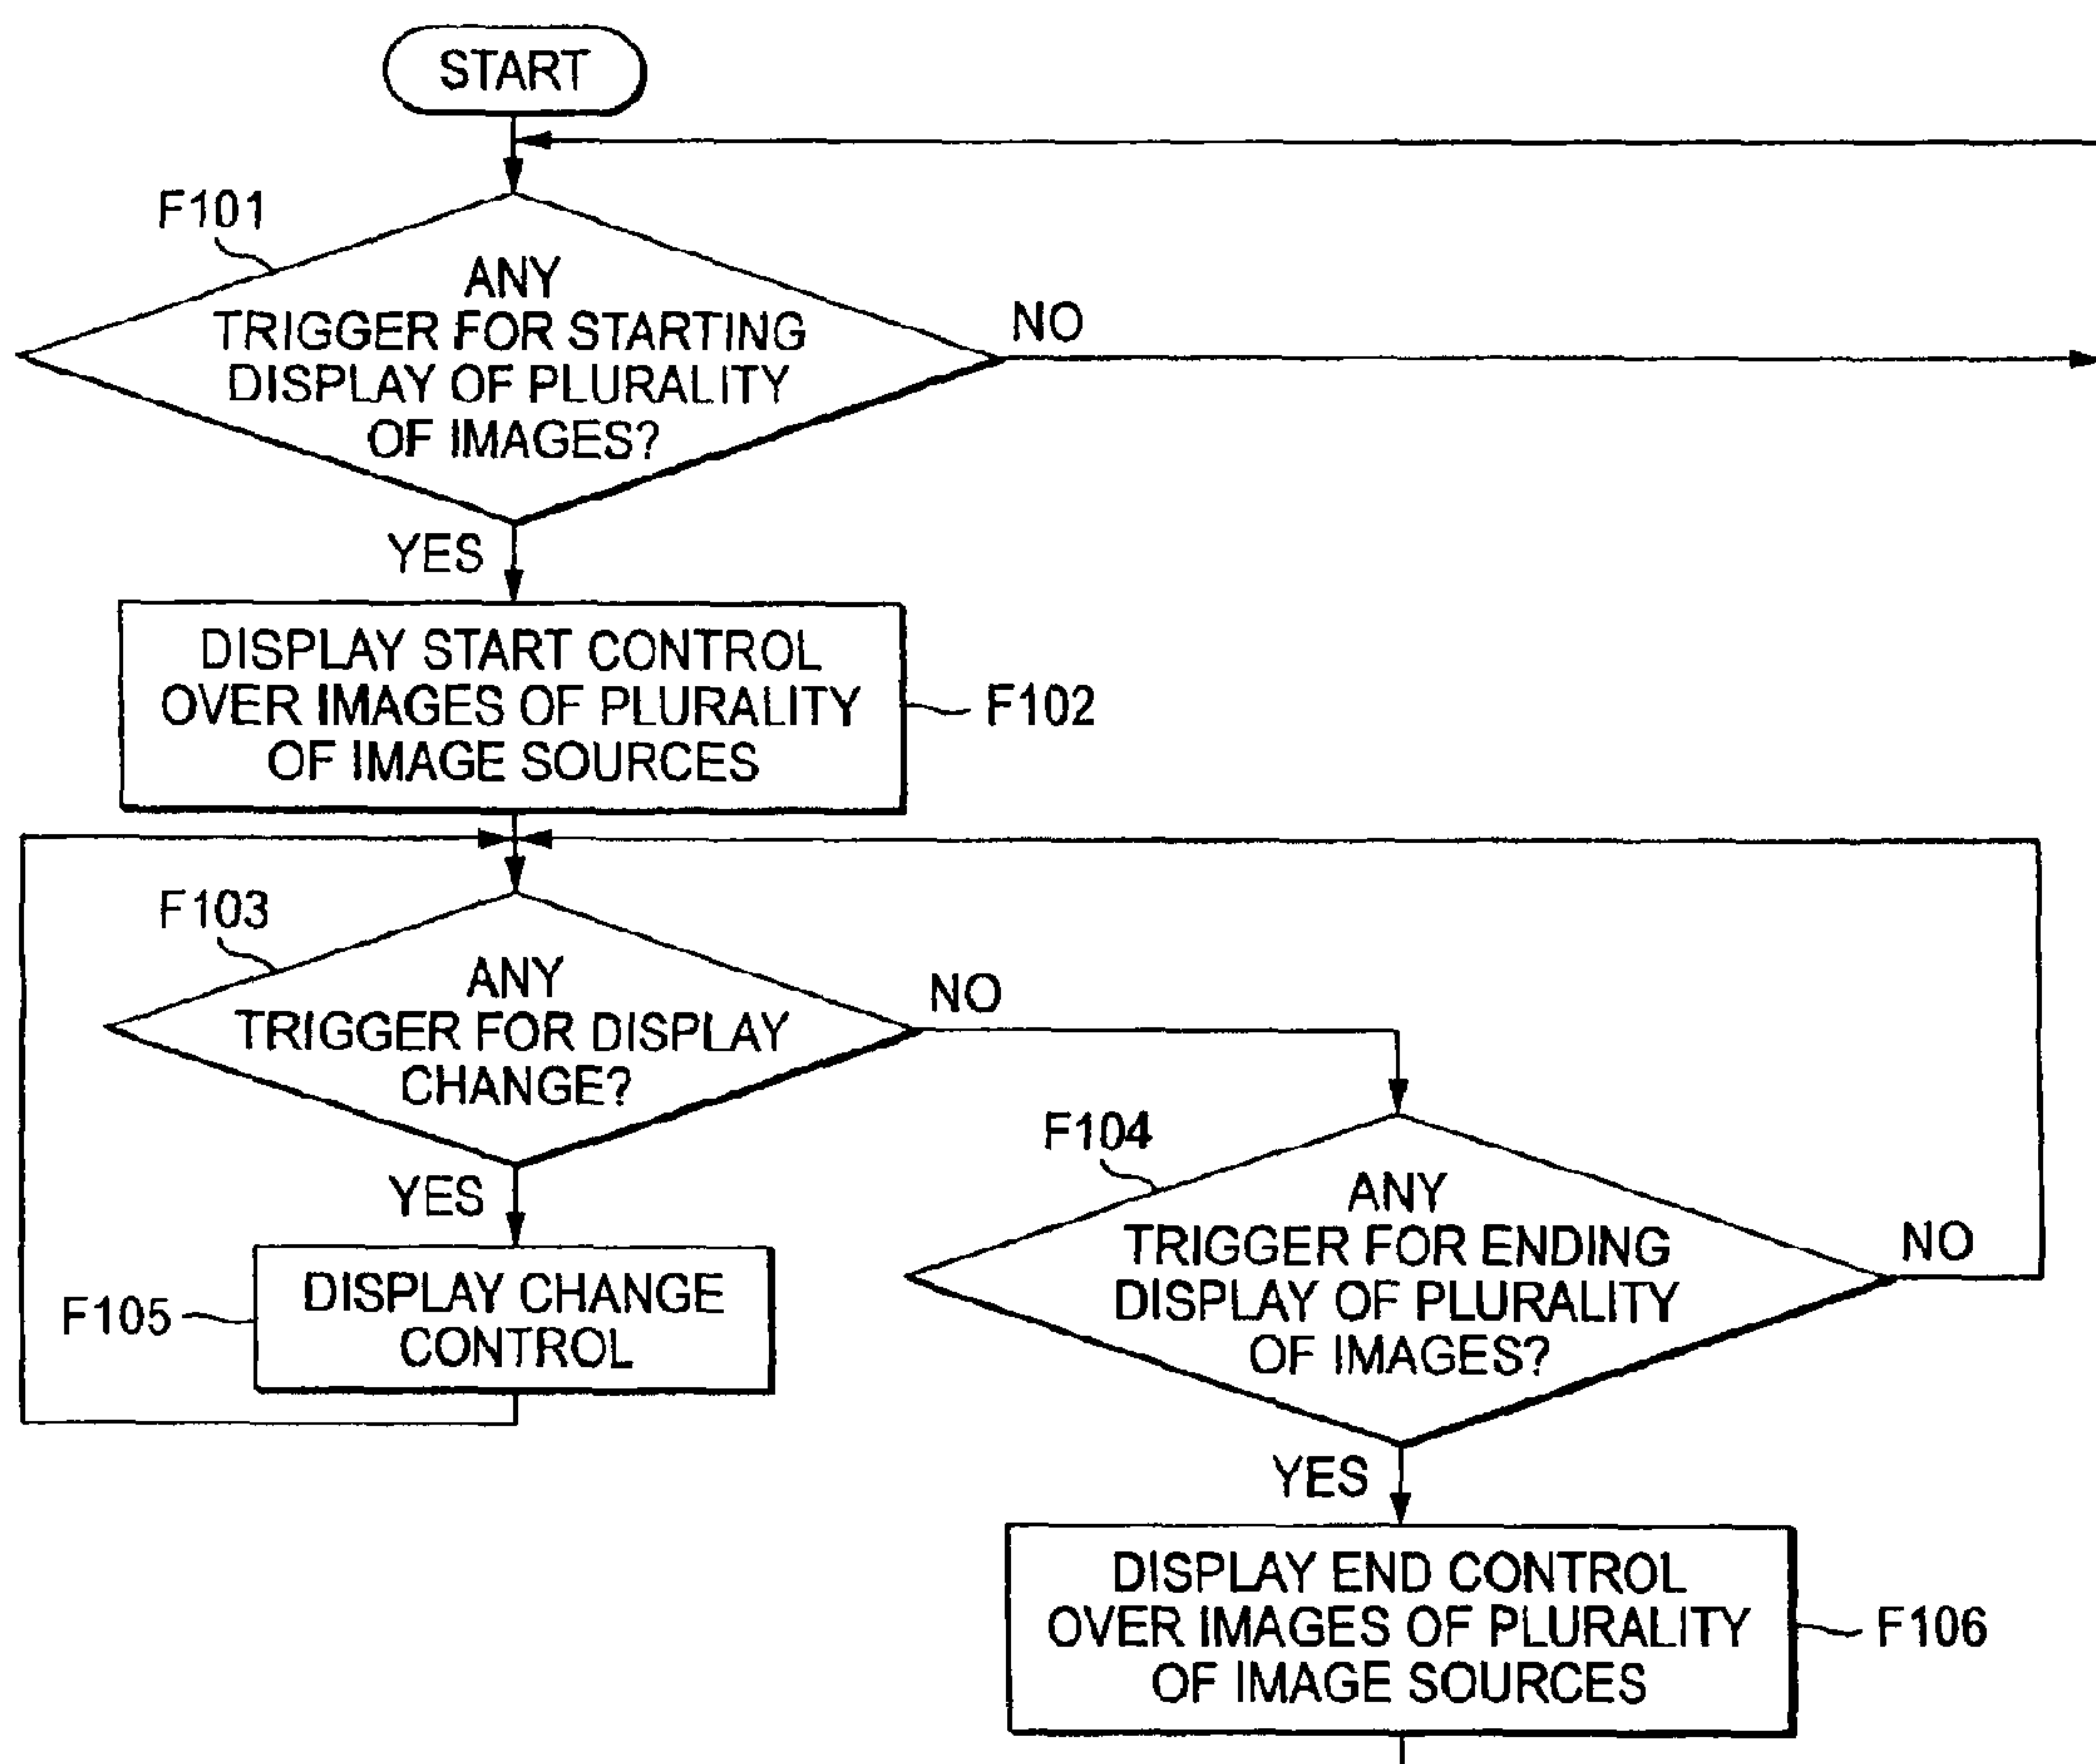 START
F101
ANY
TRIGGER FOR STARTING
DISPLAY OF PLURALITY
OF IMAGES?
NO
YES
DISPLAY START CONTROL
OVER IMAGES OF PLURALITY
OF IMAGE SOURCES
F102
F103
ANY
TRIGGER FOR DISPLAY
CHANGE?
NO
YES
F104
ANY
TRIGGER FOR ENDING
DISPLAY OF PLURALITY
OF IMAGES?
NO
YES
F105
DISPLAY CHANGE
CONTROL
DISPLAY END CONTROL
OVER IMAGES OF PLURALITY
OF IMAGE SOURCES
F106